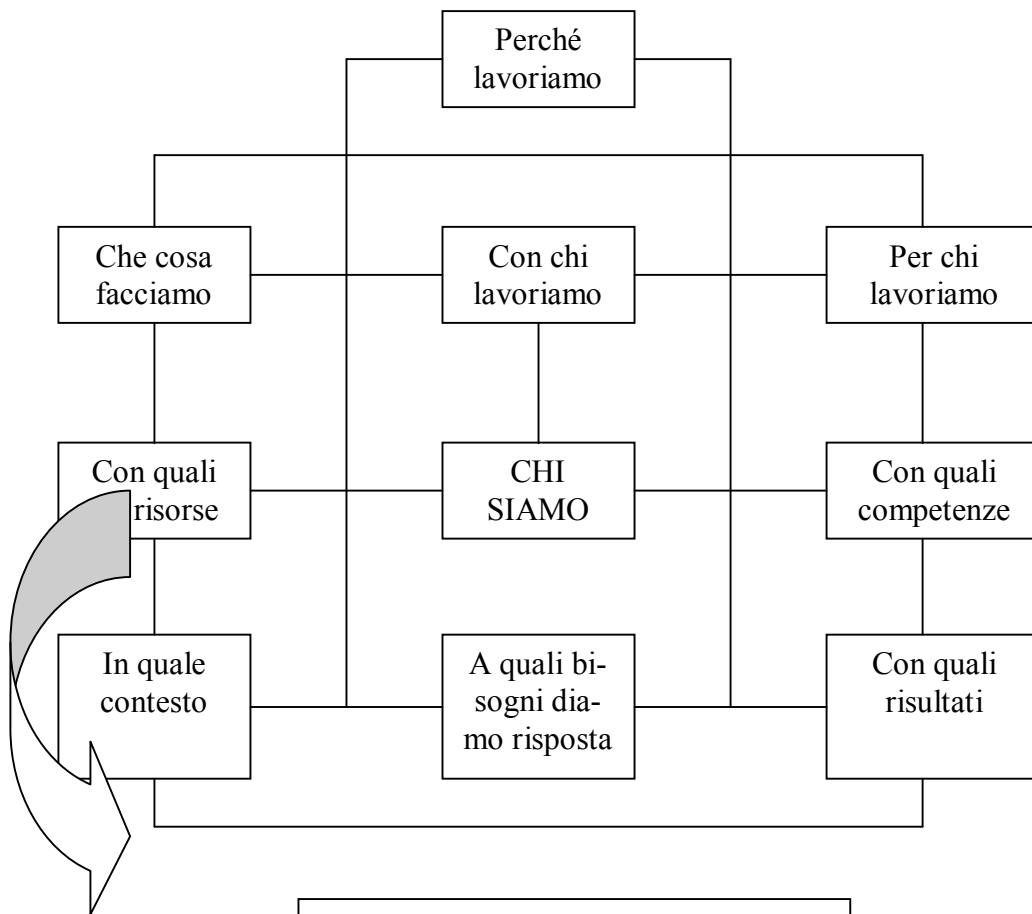 Perché
lavoriamo
Che cosa
facciamo
Con chi
lavoriamo
Per chi
lavoriamo
Con quali
risorse
CHI
SIAMO
Con quali
competenze
In quale
contesto
A quali bi-
sogni dia-
mo risposta
Con quali
risultati